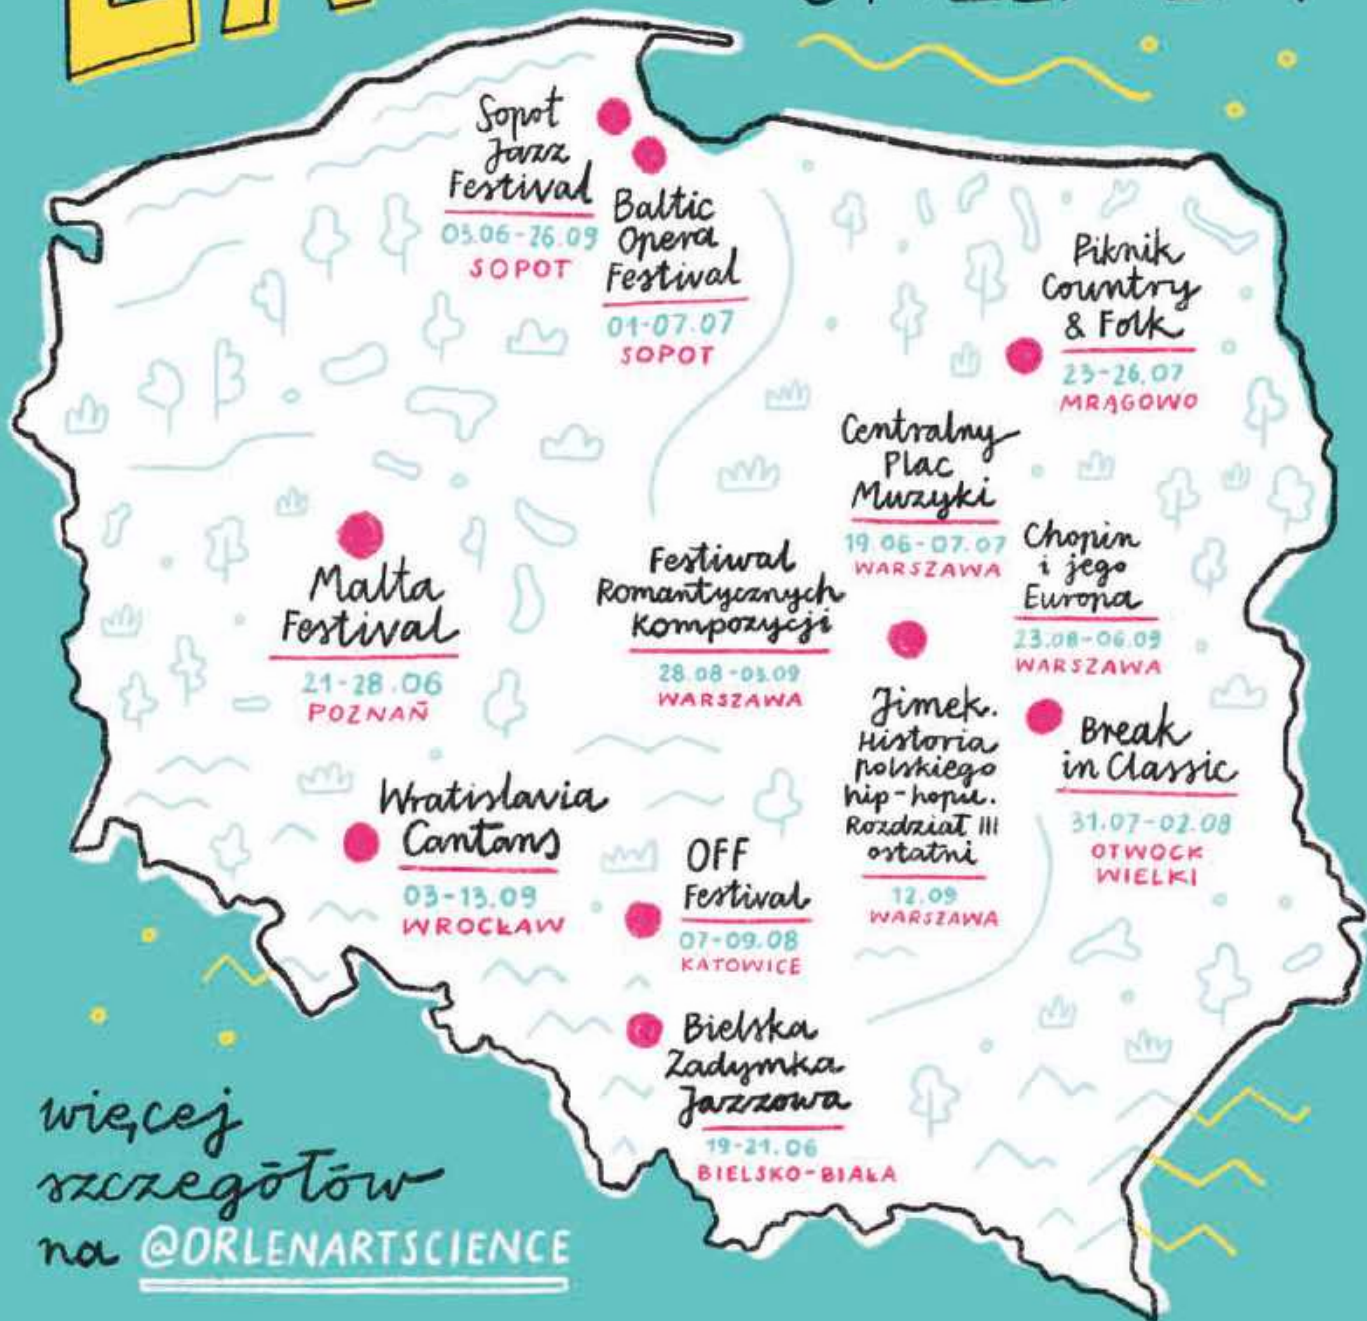 Sopot
Jazz
Festival
03.06-26.09
SOPOT
Baltic
Opera
Festival
01-07.07
SOPOT
Piknik
Country
& Folk
23-26.07
MRĄGOWO
Centralny
Plac
Muzyki
19.06-07.07
WARSZAWA
Chopin
i jego
Europa
23.08-06.09
WARSZAWA
Malta
Festival
21-28.06
POZNAŃ
Festiwal
Romantycznych
Kompozycji
28.08-03.09
WARSZAWA
Jimek.
Historia
polskiego
hip-hopu.
Rozdział III
ostatni
12.09
WARSZAWA
Break
in Classic
31.07-02.08
OTWOCK
WIELKI
Wratislavia
Cantans
03-13.09
WROCŁAW
OFF
Festival
07-09.08
KATOWICE
Bielska
Zadymka
Jazzowa
19-21.06
BIELSKO-BIAŁA
więcej
szczegółów
na @ORLENARTSCIENCE